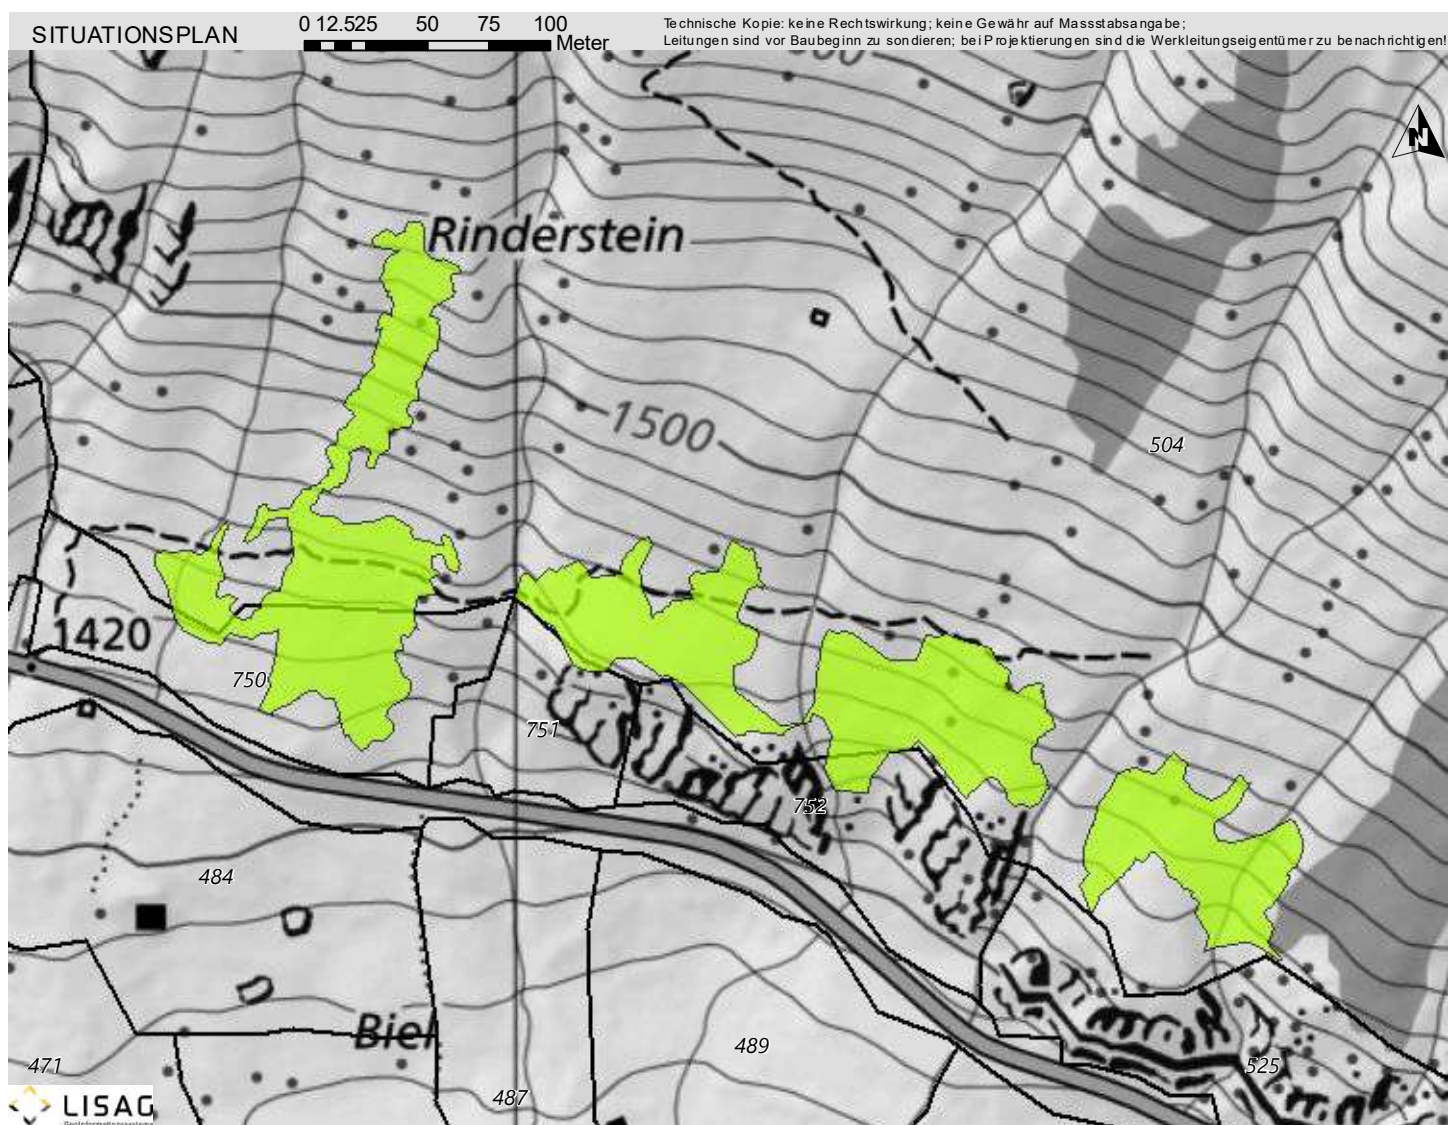 SITUATIONSPLAN
0 12.525 50 75 100
Meter
Technische Kopie: keine Rechtswirkung; keine Gewähr auf Massstabsangabe;
Leitungen sind vor Baubeginn zu sondieren; bei Projektierungen sind die Werkleitungseigentümer zu benachrichtigen!
N
Rinderstein
1500
504
1420
750
751
752
484
Biel
489
471
487
525
LISAG